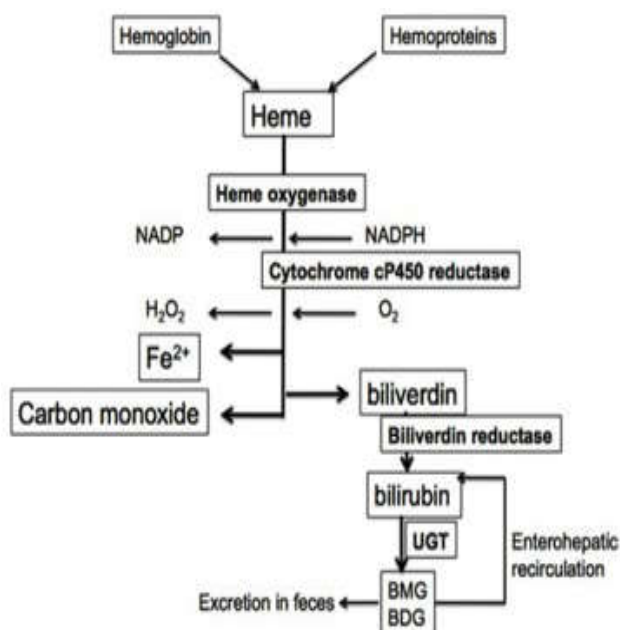 Hemoglobin
Hemoproteins
Heme
Heme oxygenase
NADP
NADPH
Cytochrome cP450 reductase
H₂O₂
O₂
Fe²⁺
Carbon monoxide
biliverdin
Biliverdin reductase
bilirubin
UGT
Enterohepatic
recirculation
Excretion in feces
BMG
BDG